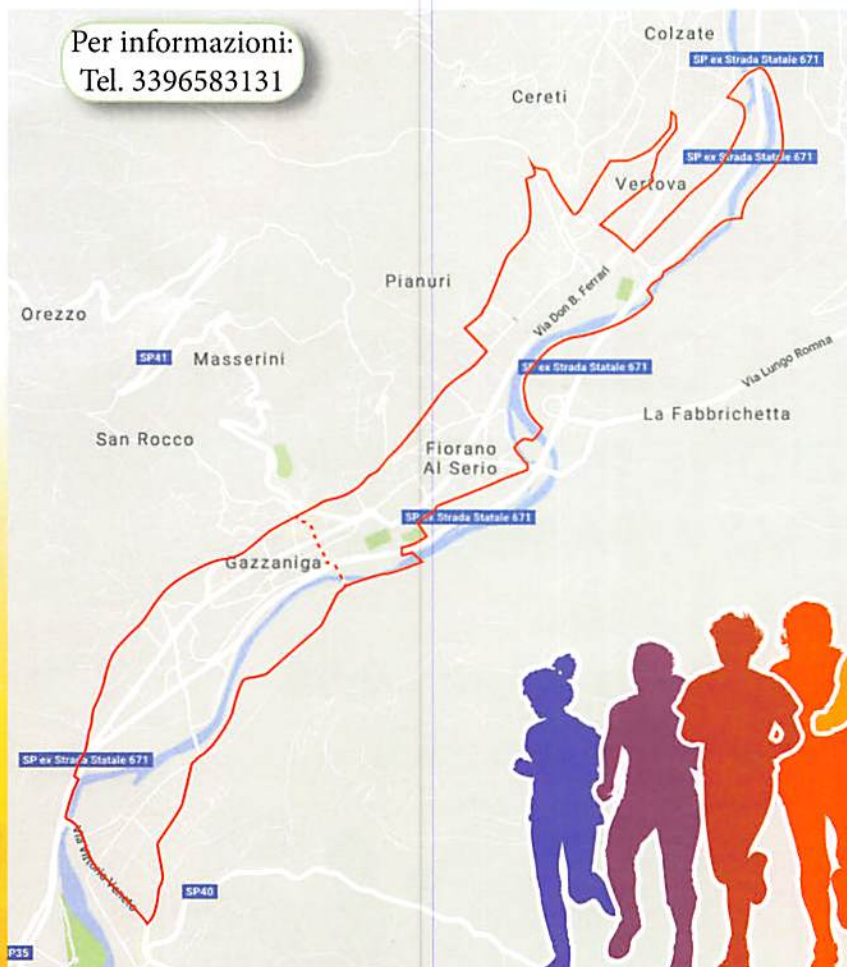 Per informazioni:
Tel. 3396583131
Colzate
SP ex Strada Statale 671
Cereti
SP ex Strada Statale 671
Vertova
Pianuri
Via Don B. Ferrari
Orezzo
SP41
Masserini
SP ex Strada Statale 671
Via Lungo Romna
La Fabbrichetta
San Rocco
Fiorano
Al Serio
SP ex Strada Statale 671
Gazzaniga
SP ex Strada Statale 671
Via Vittorio Veneto
SP40
SP35